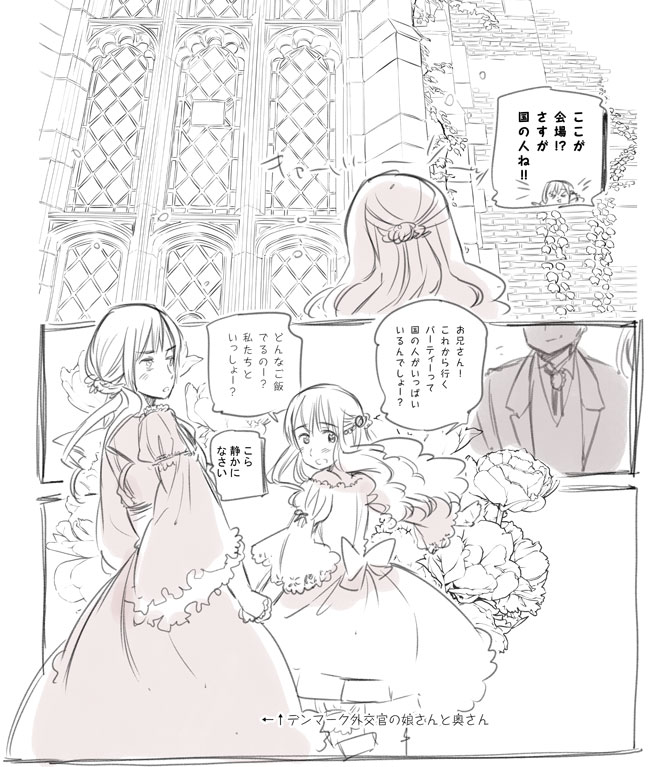 ここが
会場!?
さすが
国の人ね!!
お兄さん!
これから行く
パーティーって
国の人がいっぱい
いるんでしょー?
どんなご飯
でるのー?
私たちと
いっしょー?
こら
静かに
なさい
←↑デンマーク外交官の娘さんと奥さん